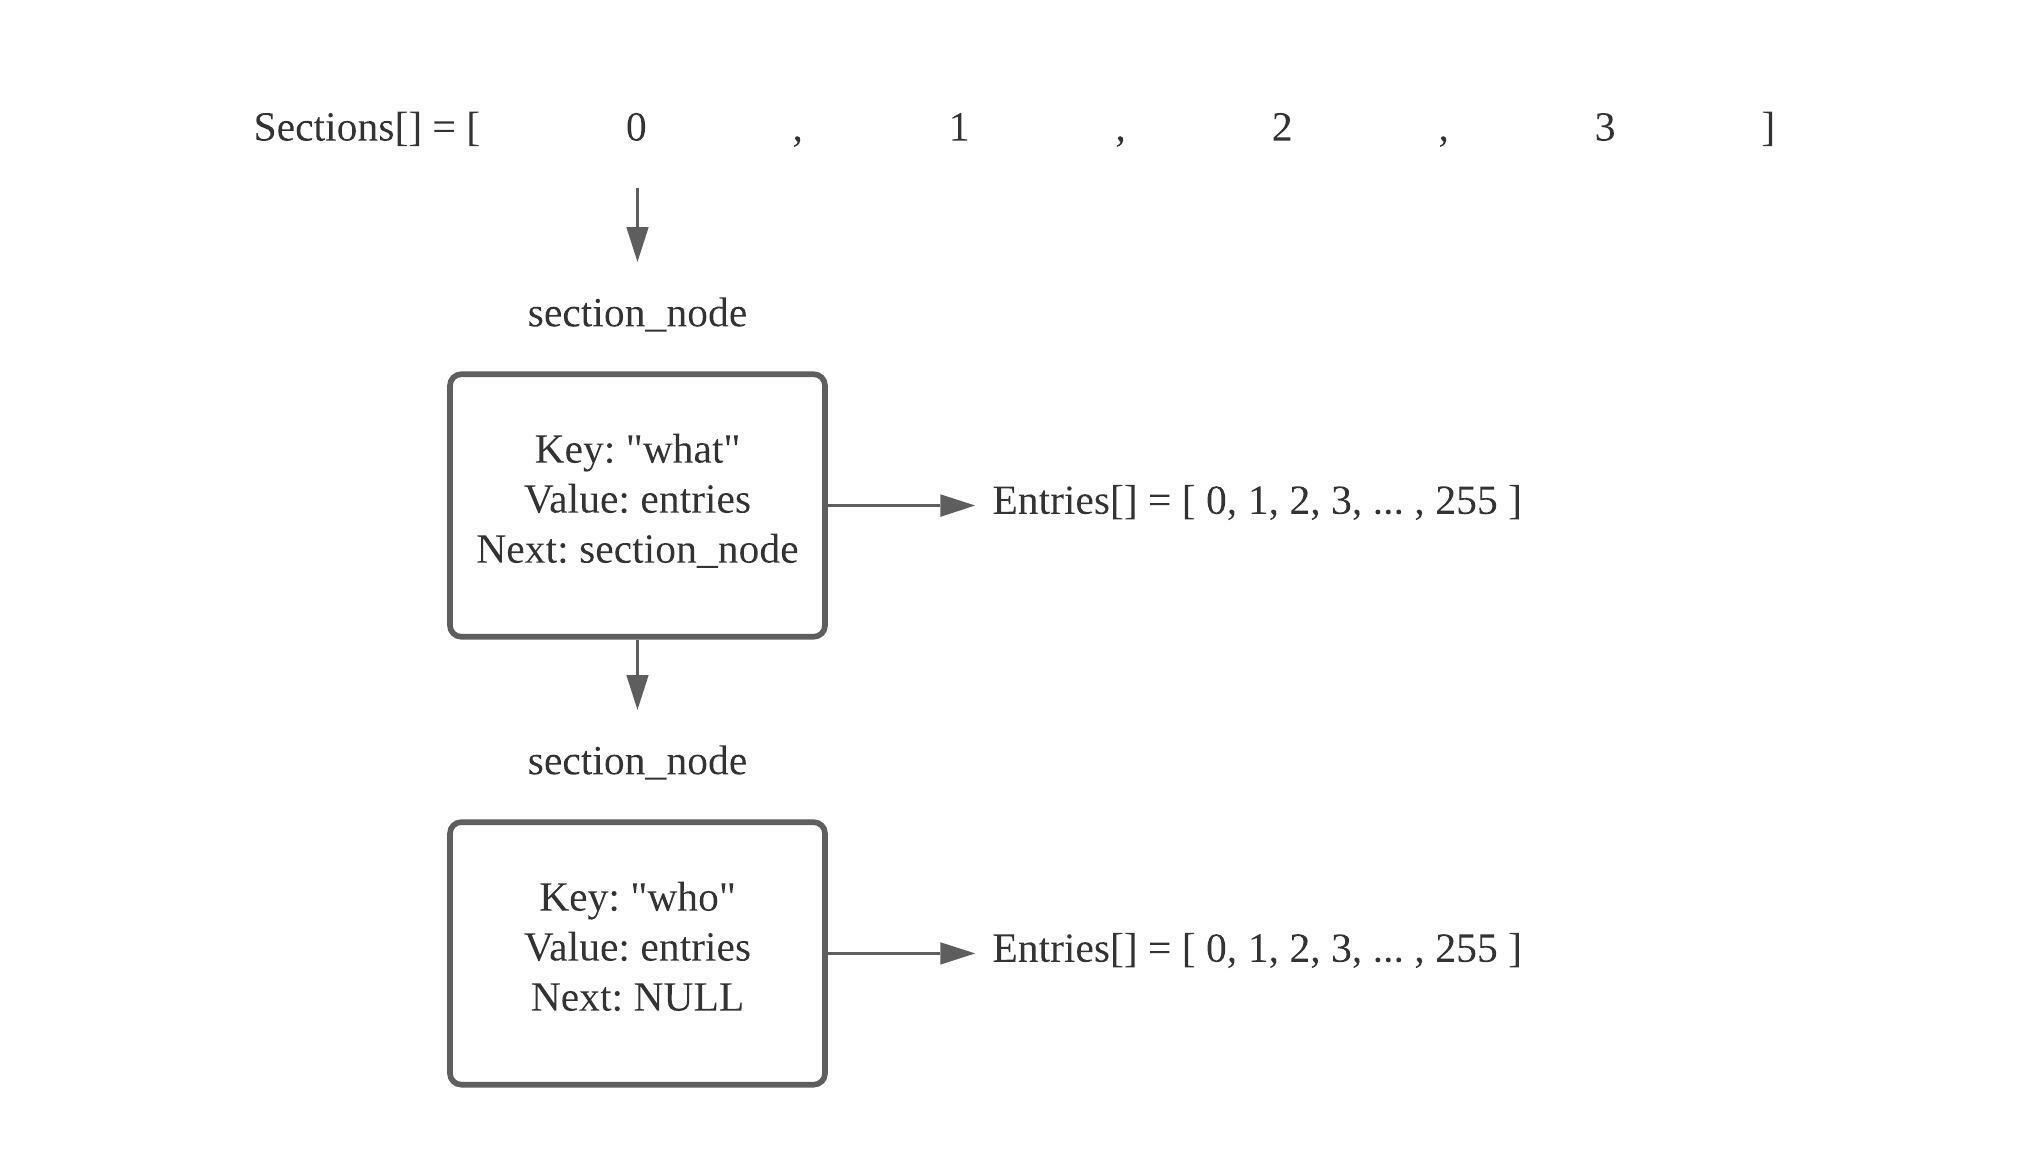 Sections[] = [ 0 , 1 , 2 , 3 ]
section_node
Key: "what"
Value: entries
Next: section_node
Entries[] = [ 0, 1, 2, 3, ... , 255 ]
section_node
Key: "who"
Value: entries
Next: NULL
Entries[] = [ 0, 1, 2, 3, ... , 255 ]